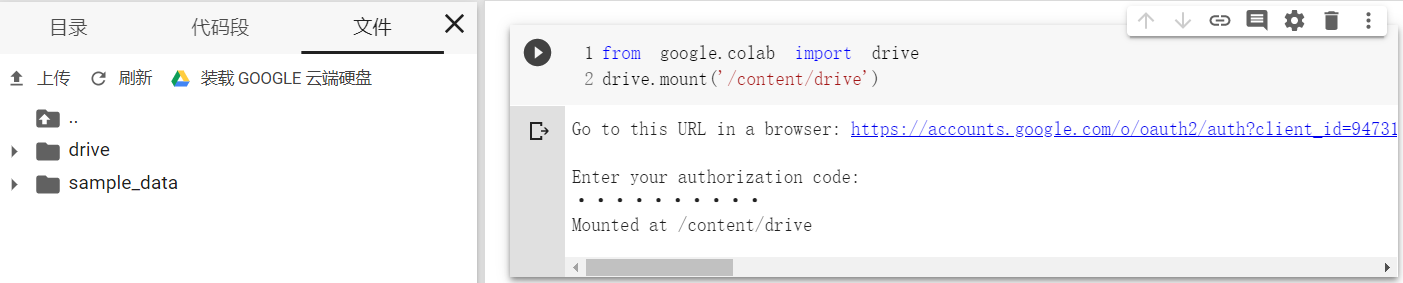 目录 代码段 文件
上传 刷新 装载 GOOGLE 云端硬盘
..
drive
sample_data
1 from google.colab import drive
2 drive.mount('/content/drive')
Go to this URL in a browser: https://accounts.google.com/o/oauth2/auth?client_id=94731
Enter your authorization code:
··········
Mounted at /content/drive